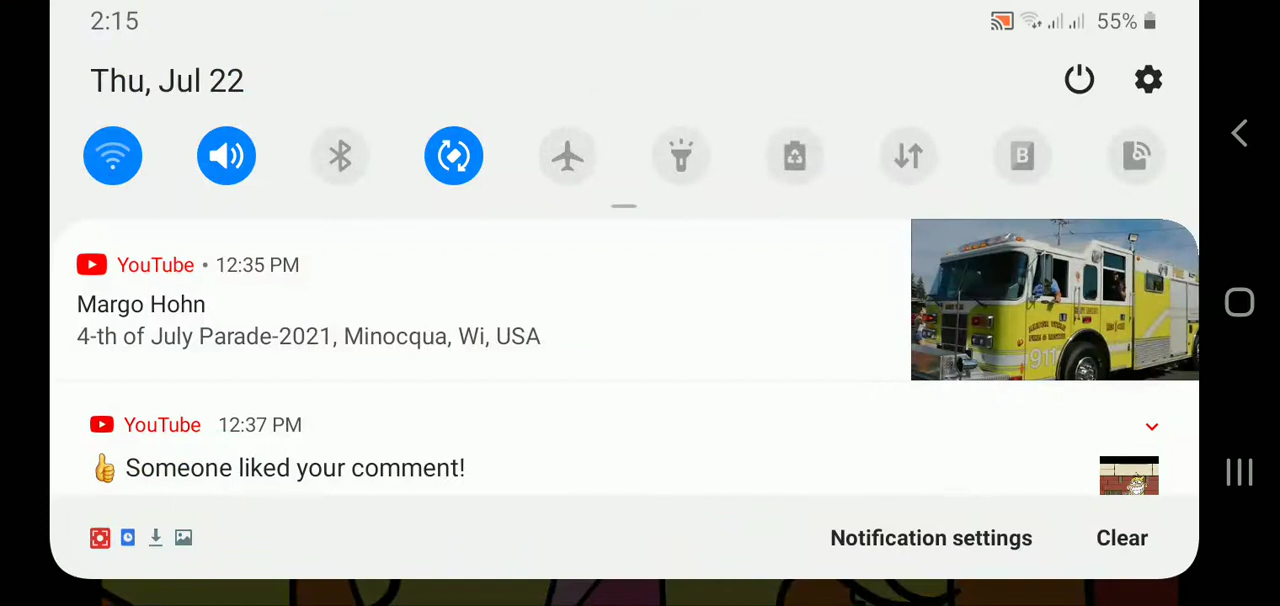 2:15
55%
Thu, Jul 22
B
YouTube • 12:35 PM
Margo Hohn
4-th of July Parade-2021, Minocqua, Wi, USA
911
YouTube 12:37 PM
👍 Someone liked your comment!
Notification settings
Clear